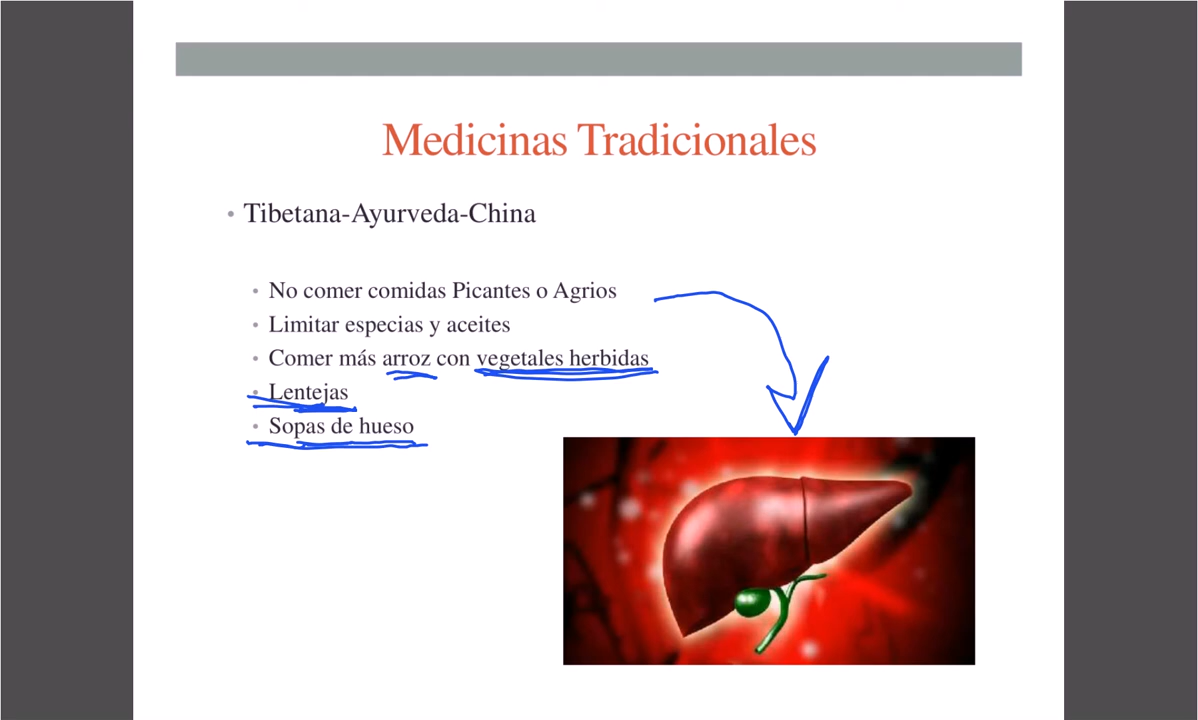 Medicinas Tradicionales
• Tibetana-Ayurveda-China
• No comer comidas Picantes o Agrios
• Limitar especias y aceites
• Comer más arroz con vegetales herbidas
• Lentejas
• Sopas de hueso